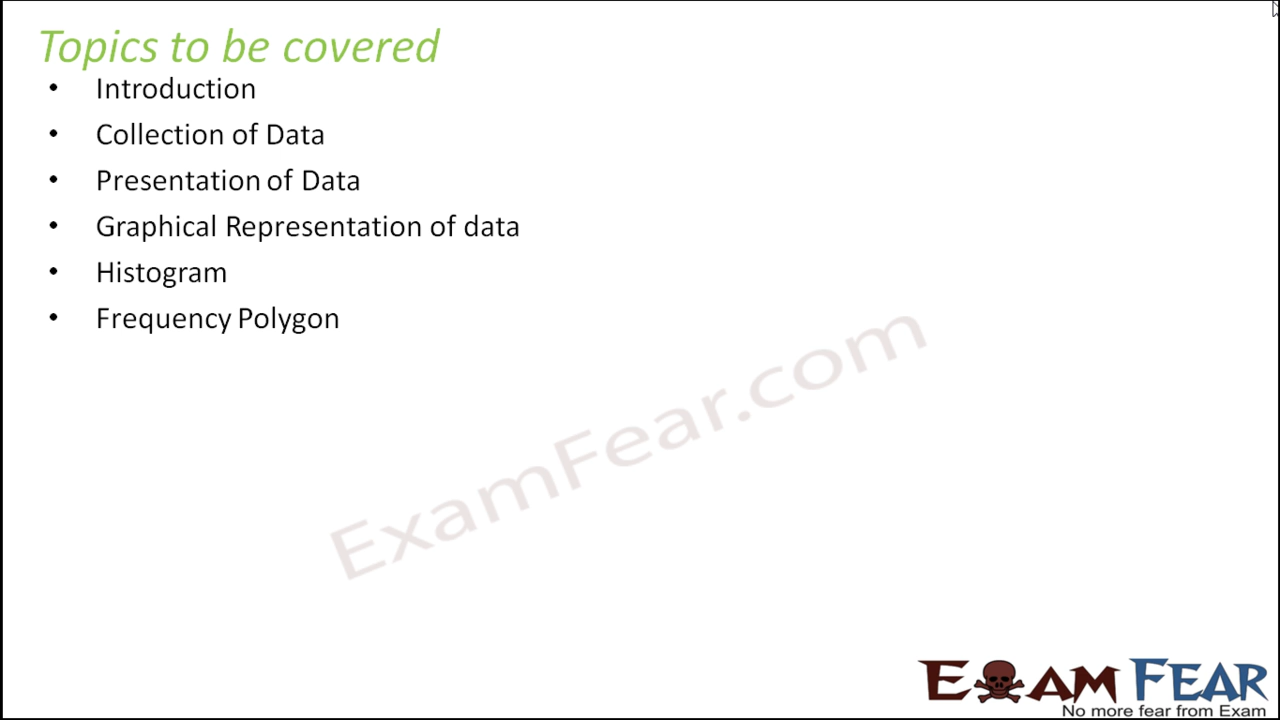 Topics to be covered
• Introduction
• Collection of Data
• Presentation of Data
• Graphical Representation of data
• Histogram
• Frequency Polygon
ExamFear.com
EXAM FEAR
No more fear from Exam